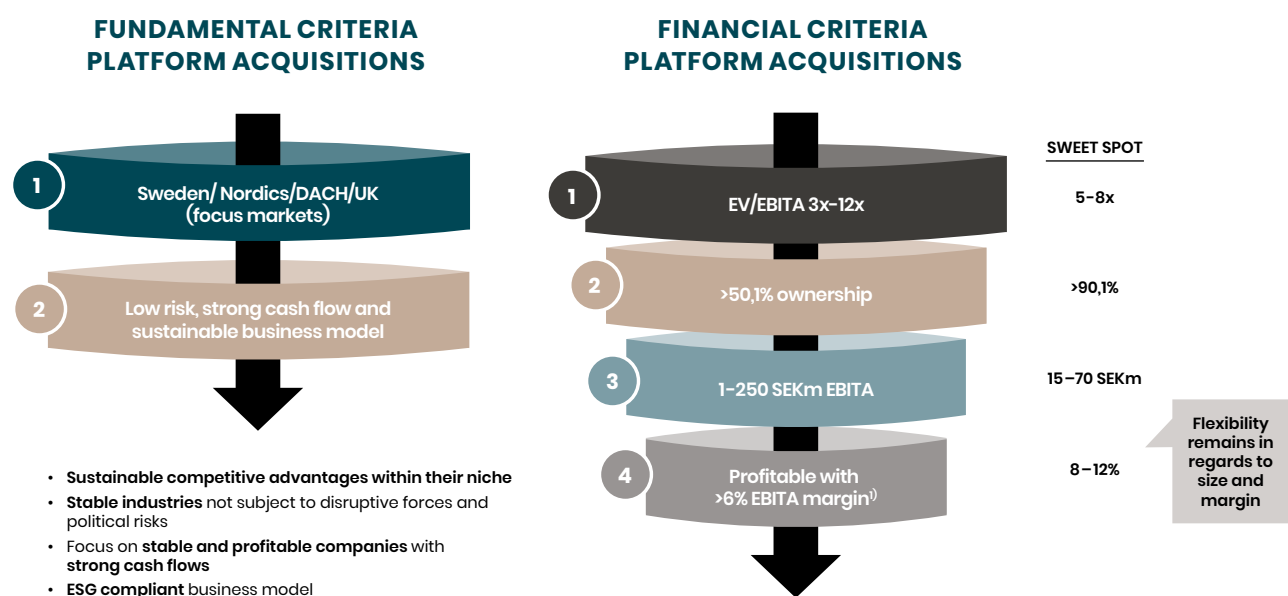 FUNDAMENTAL CRITERIA
PLATFORM ACQUISITIONS
1
Sweden/ Nordics/DACH/UK
(focus markets)
2
Low risk, strong cash flow and
sustainable business model
• Sustainable competitive advantages within their niche
• Stable industries not subject to disruptive forces and
political risks
• Focus on stable and profitable companies with
strong cash flows
• ESG compliant business model
FINANCIAL CRITERIA
PLATFORM ACQUISITIONS
SWEET SPOT
1
EV/EBITA 3x-12x
5-8x
2
>50,1% ownership
>90,1%
3
1-250 SEKm EBITA
15–70 SEKm
4
Profitable with
>6% EBITA margin¹⁾
8–12%
Flexibility
remains in
regards to
size and
margin